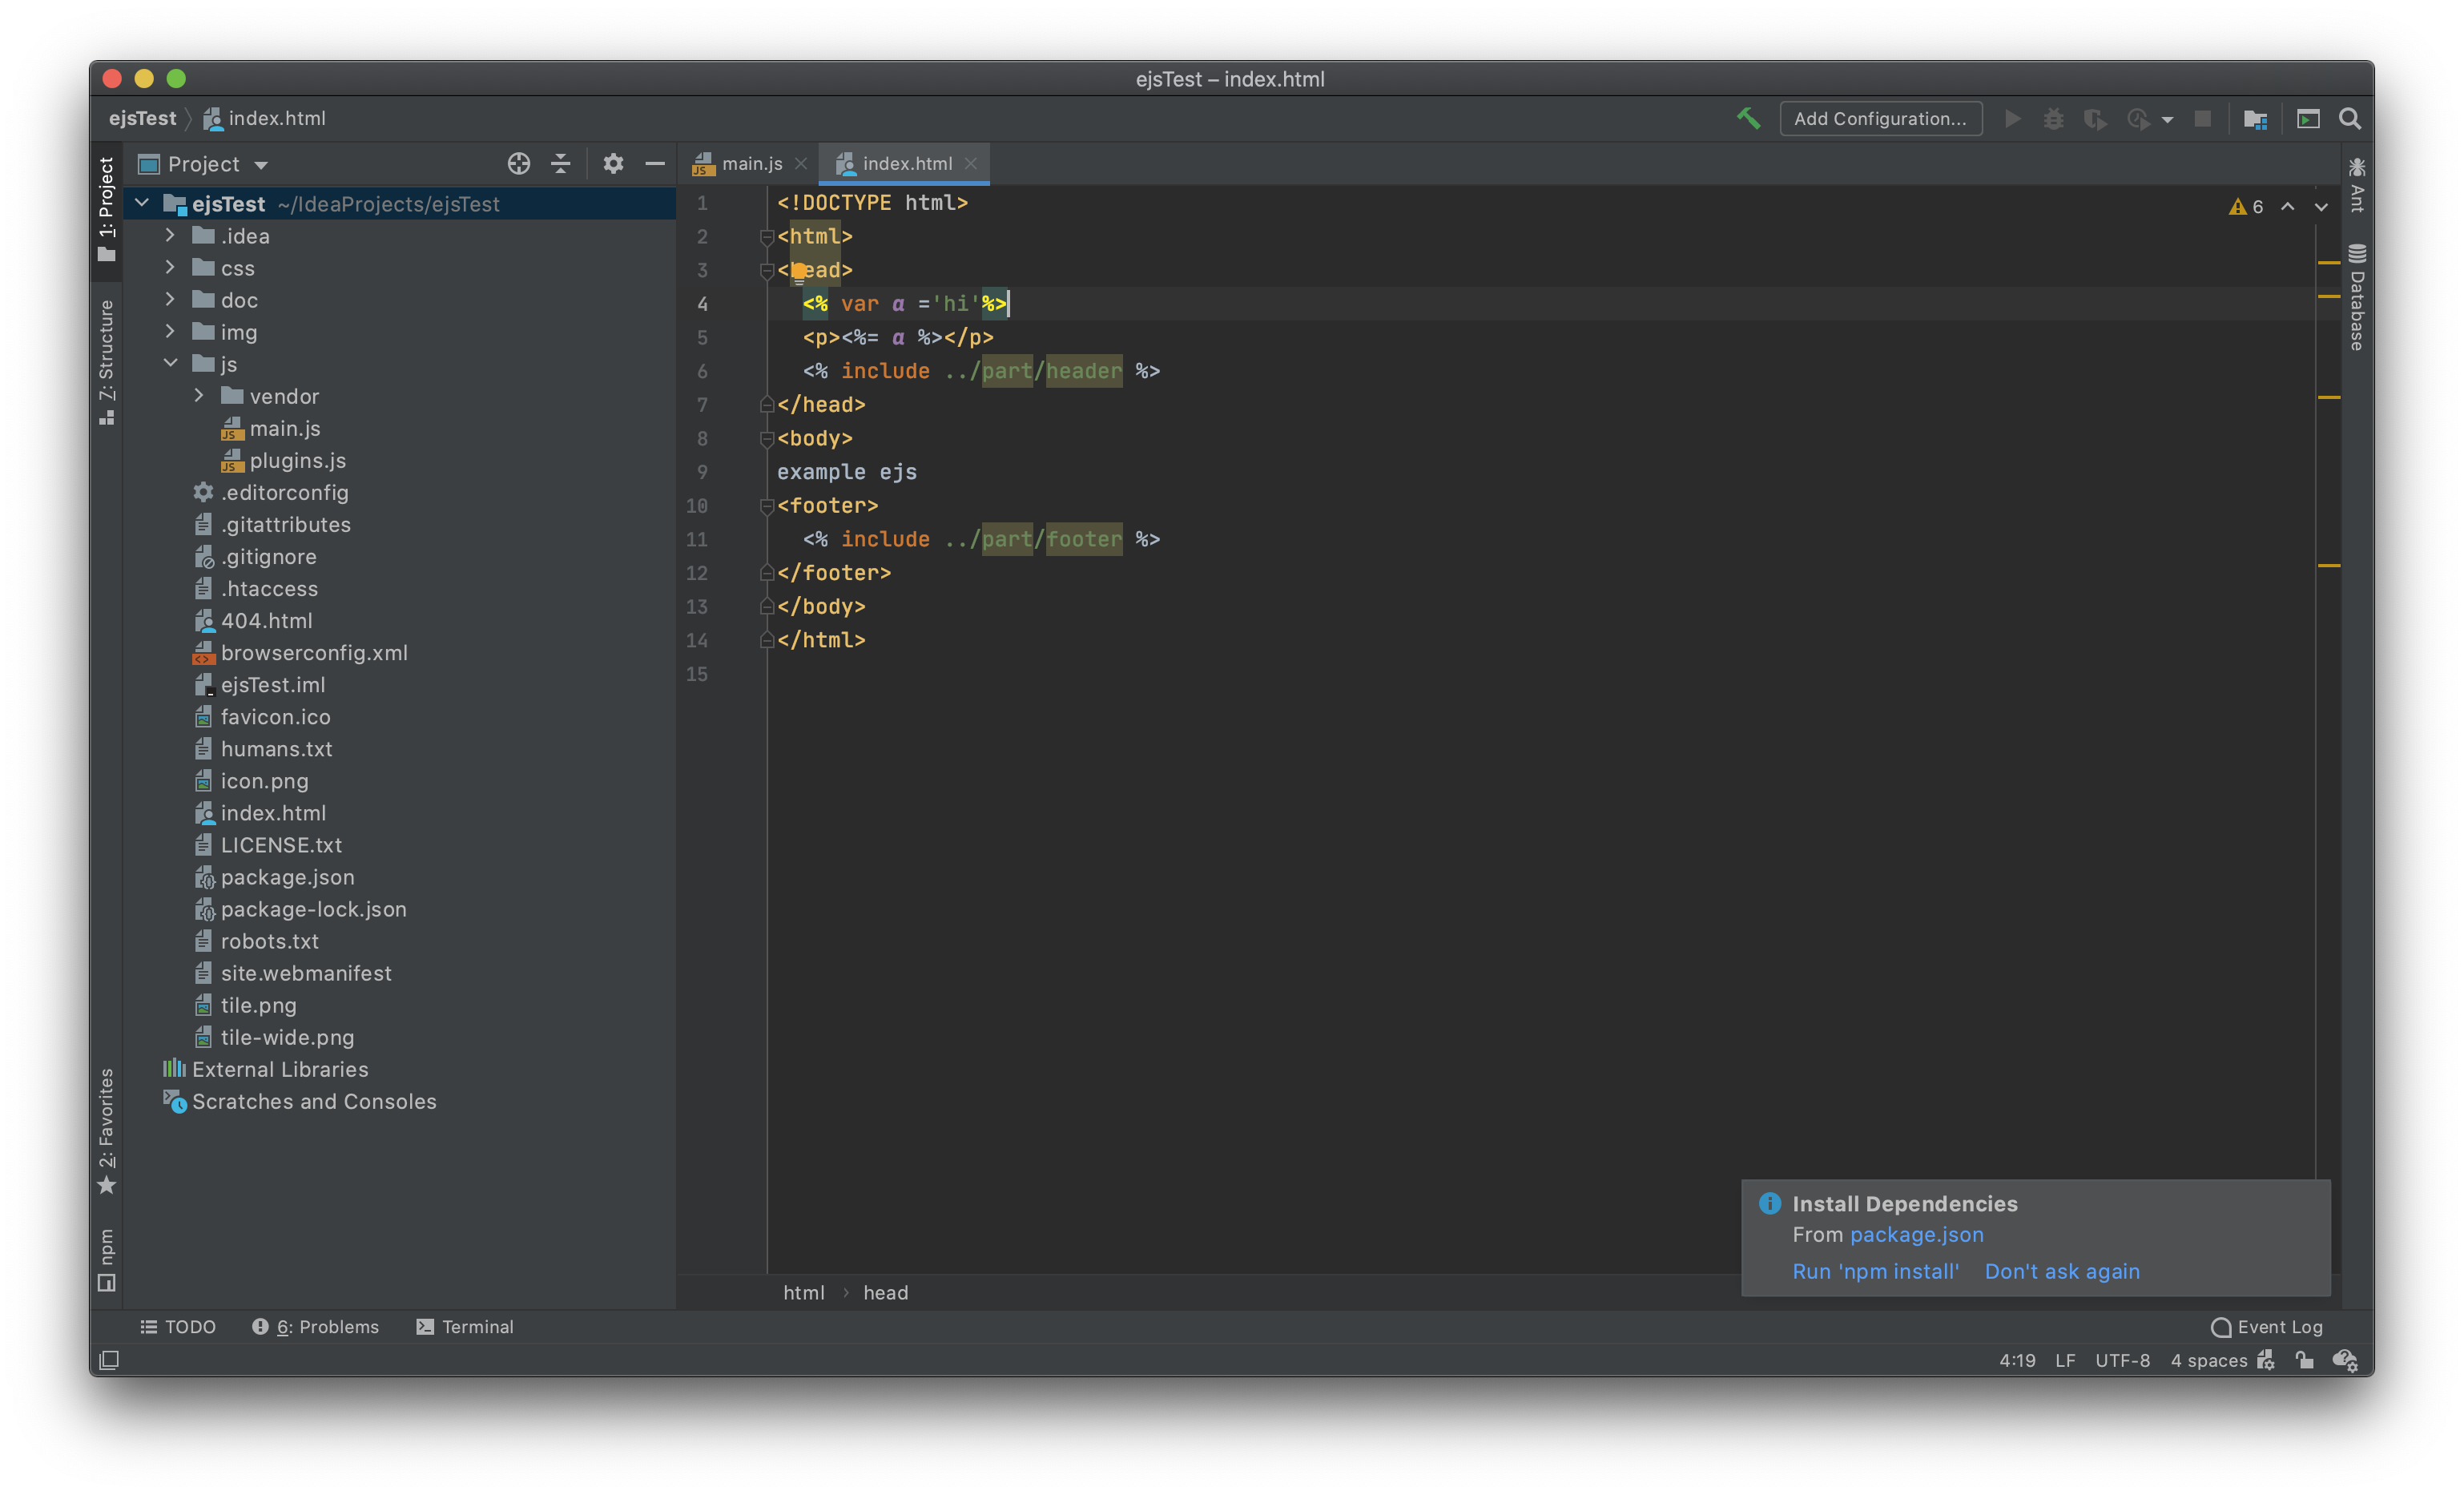 ejsTest – index.html
ejsTest
index.html
Add Configuration...
1: Project
Z: Structure
2: Favorites
npm
Project
ejsTest ~/IdeaProjects/ejsTest
.idea
css
doc
img
js
vendor
main.js
plugins.js
.editorconfig
.gitattributes
.gitignore
.htaccess
404.html
browserconfig.xml
ejsTest.iml
favicon.ico
humans.txt
icon.png
index.html
LICENSE.txt
package.json
package-lock.json
robots.txt
site.webmanifest
tile.png
tile-wide.png
External Libraries
Scratches and Consoles
main.js
index.html
1 <!DOCTYPE html>
2 <html>
3 <head>
4 <% var a ='hi'%>
5 <p><%= a %></p>
6 <% include ../part/header %>
7 </head>
8 <body>
9 example ejs
10 <footer>
11 <% include ../part/footer %>
12 </footer>
13 </body>
14 </html>
15
6
Ant
Database
Install Dependencies
From package.json
Run 'npm install' Don't ask again
html › head
TODO
6: Problems
Terminal
Event Log
4:19 LF UTF-8 4 spaces